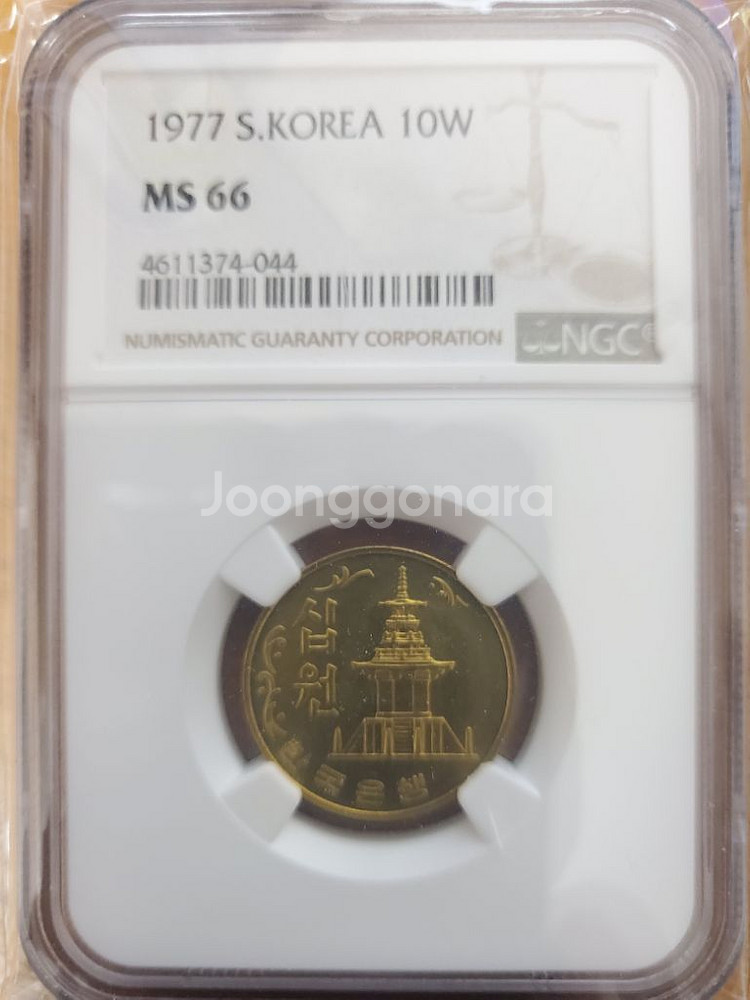 1977 S.KOREA 10W
MS 66
4611374-044
NUMISMATIC GUARANTY CORPORATION
NGC®
Joonggonara
십원
한국은행